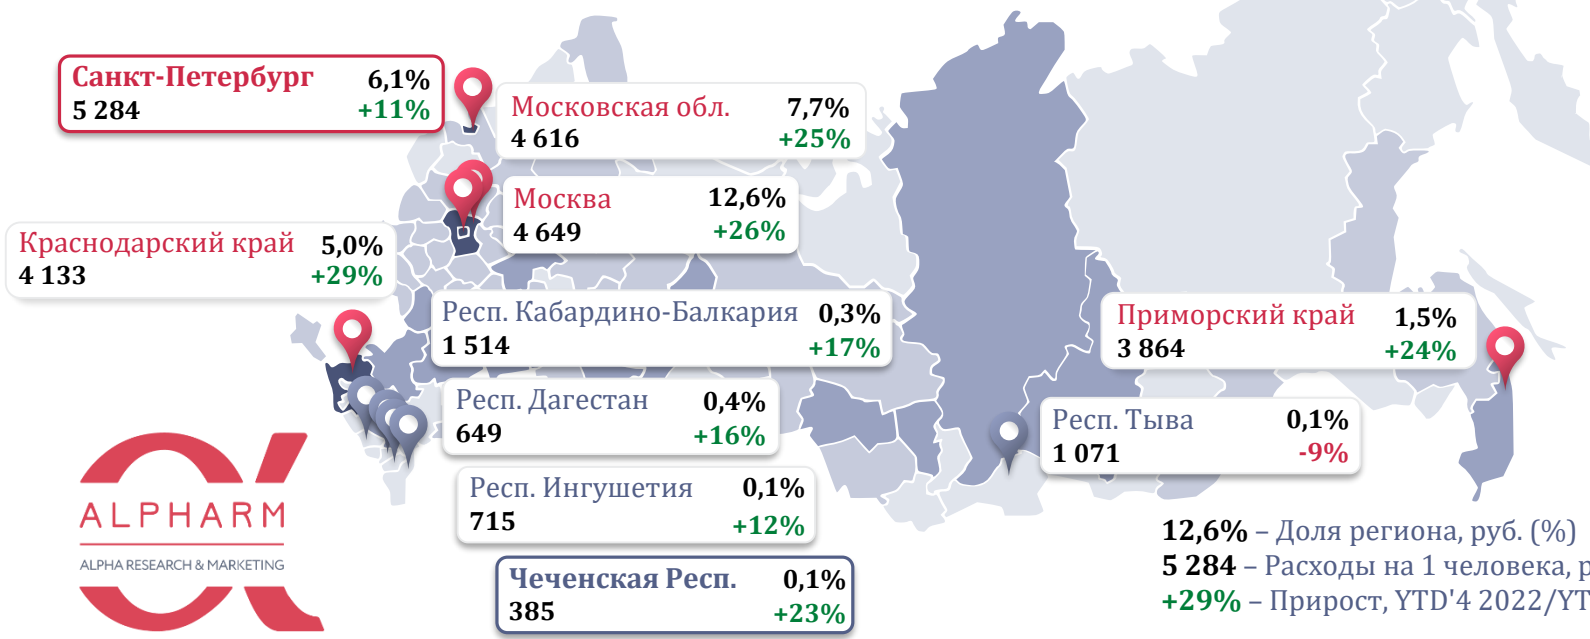 Санкт-Петербург 6,1%
5 284 +11%
Московская обл. 7,7%
4 616 +25%
Москва 12,6%
4 649 +26%
Краснодарский край 5,0%
4 133 +29%
Респ. Кабардино-Балкария 0,3%
1 514 +17%
Приморский край 1,5%
3 864 +24%
Респ. Дагестан 0,4%
649 +16%
Респ. Тыва 0,1%
1 071 -9%
Респ. Ингушетия 0,1%
715 +12%
Чеченская Респ. 0,1%
385 +23%
ALPHARM
ALPHA RESEARCH & MARKETING
12,6% – Доля региона, руб. (%)
5 284 – Расходы на 1 человека, р
+29% – Прирост, YTD'4 2022/YT